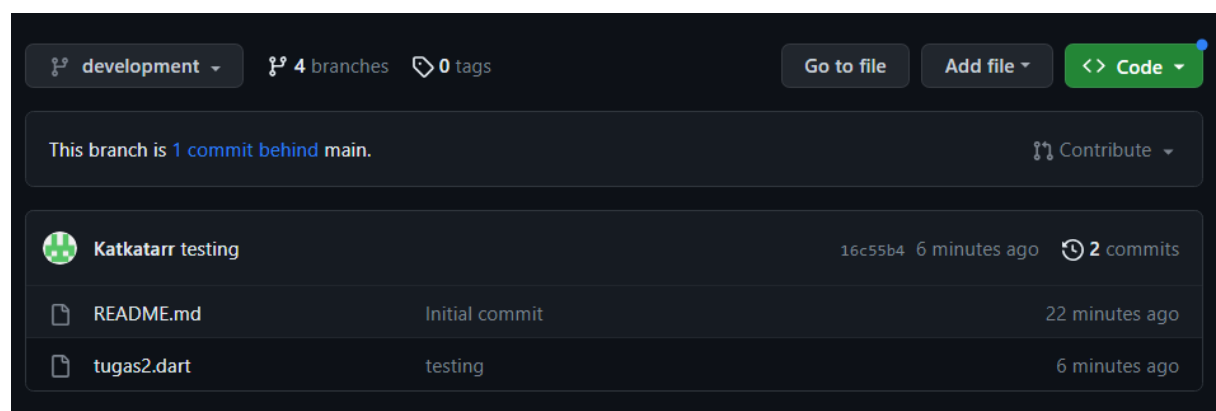 development 4 branches 0 tags Go to file Add file <> Code
This branch is 1 commit behind main. Contribute
Katkatarr testing 16c55b4 6 minutes ago 2 commits
README.md Initial commit 22 minutes ago
tugas2.dart testing 6 minutes ago